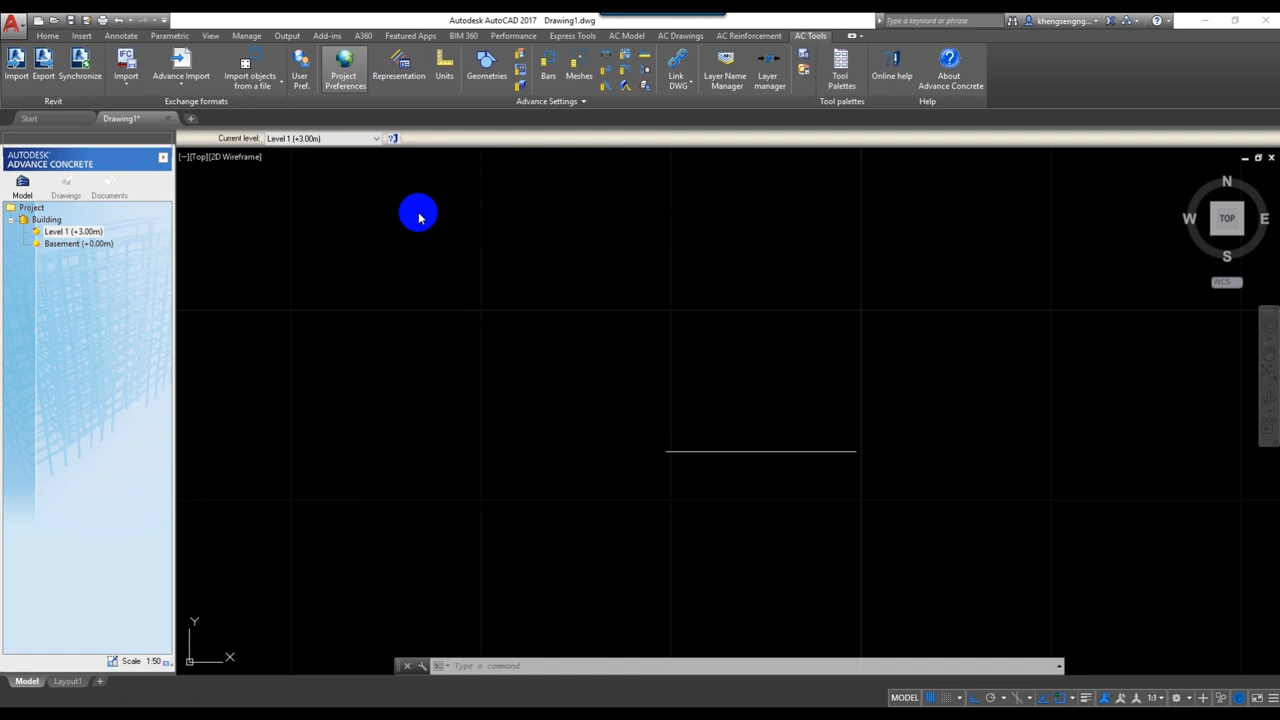 Autodesk AutoCAD 2017 Drawing1.dwg
Type a keyword or phrase
khengsengng...
Home Insert Annotate Parametric View Manage Output Add-ins A360 Featured Apps BIM 360 Performance Express Tools AC Model AC Drawings AC Reinforcement AC Tools
Import Export Synchronize Import Advance Import Import objects from a file User Pref. Project Preferences Representation Units Geometries Bars Meshes Link DWG Layer Name Manager Layer manager Tool Palettes Online help About Advance Concrete
Revit Exchange formats Advance Settings Tool palettes Help
Start Drawing1*
Current level: Level 1 (+3.00m)
AUTODESK®
ADVANCE CONCRETE
Model Drawings Documents
Project
Building
Level 1 (+3.00m)
Basement (+0.00m)
[−][Top][2D Wireframe]
N
W TOP E
S
WCS
Y
X
Scale 1:50
Type a command
Model Layout1
MODEL 1:1